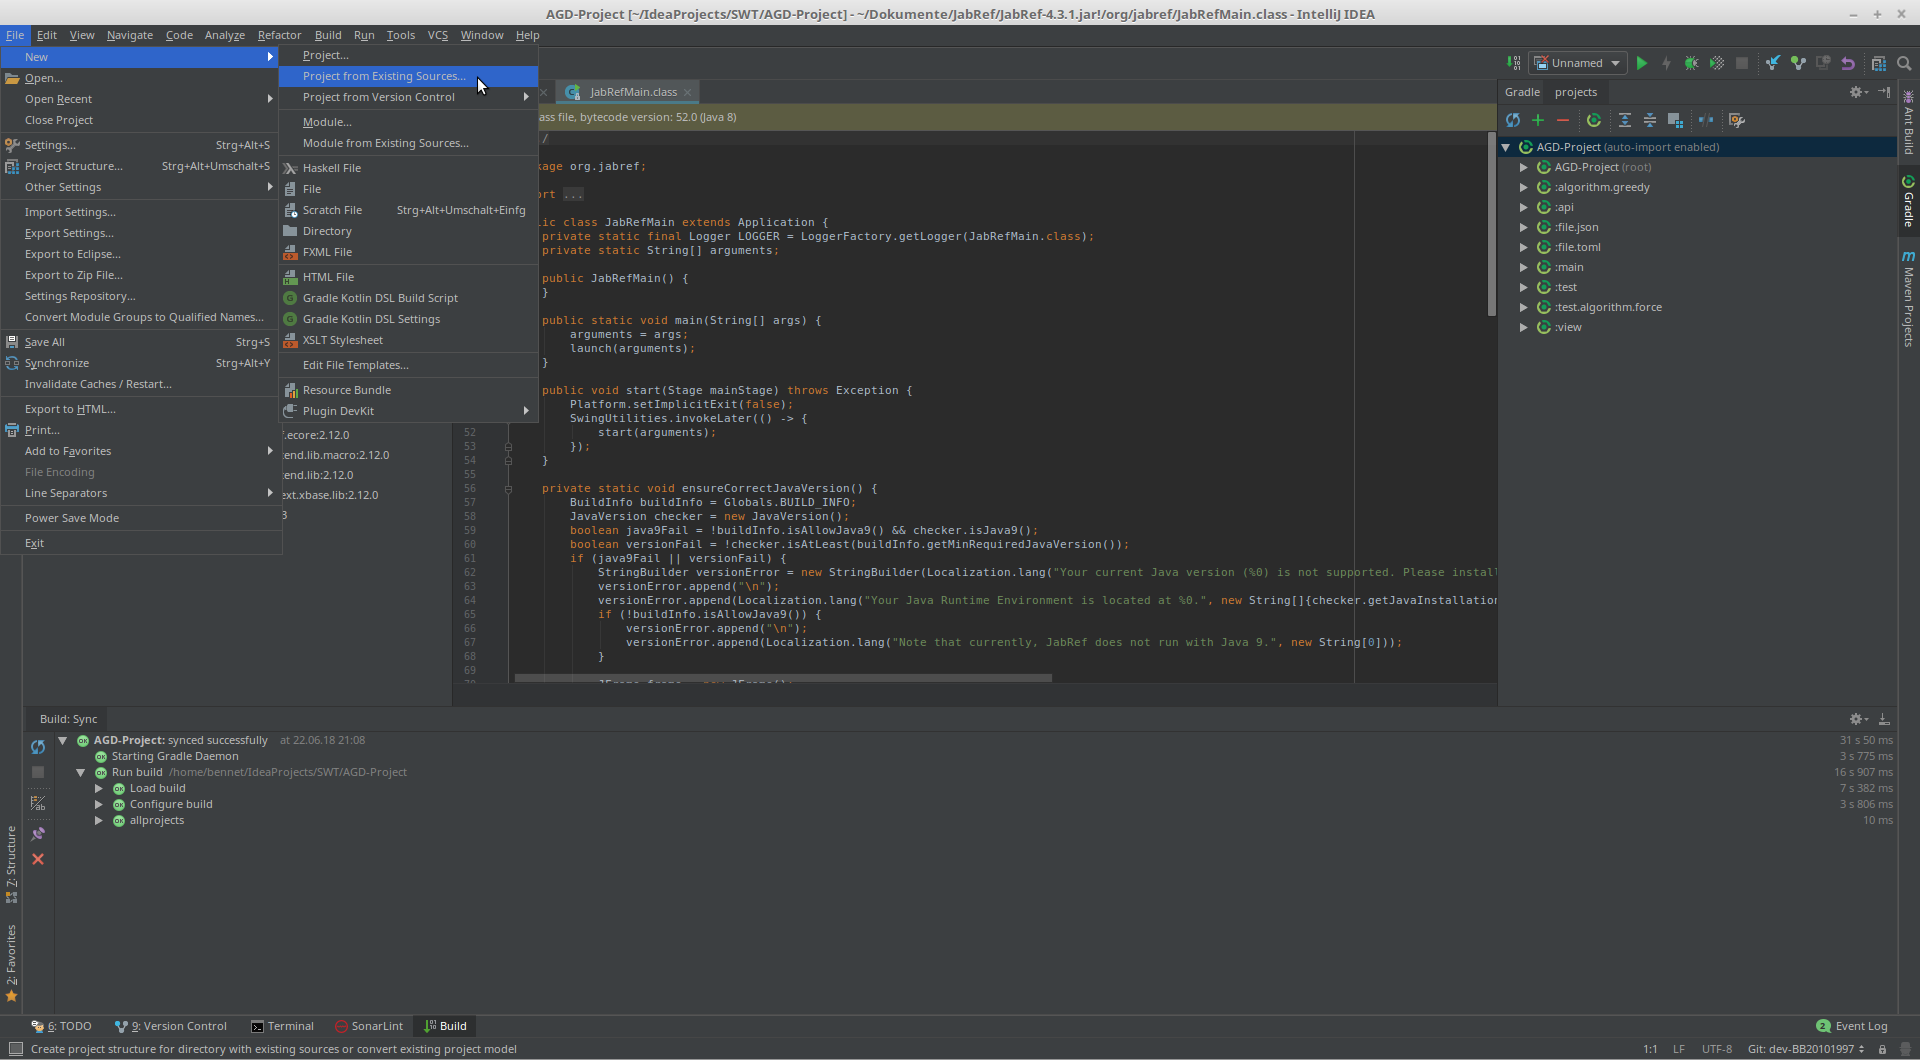 AGD-Project [~/IdeaProjects/SWT/AGD-Project] - ~/Dokumente/JabRef/JabRef-4.3.1.jar!/org/jabref/JabRefMain.class - IntelliJ IDEA
File Edit View Navigate Code Analyze Refactor Build Run Tools VCS Window Help
New
Open...
Open Recent
Close Project
Settings... Strg+Alt+S
Project Structure... Strg+Alt+Umschalt+S
Other Settings
Import Settings...
Export Settings...
Export to Eclipse...
Export to Zip File...
Settings Repository...
Convert Module Groups to Qualified Names...
Save All Strg+S
Synchronize Strg+Alt+Y
Invalidate Caches / Restart...
Export to HTML...
Print...
Add to Favorites
File Encoding
Line Separators
Power Save Mode
Exit
Project...
Project from Existing Sources...
Project from Version Control
Module...
Module from Existing Sources...
Haskell File
File
Scratch File Strg+Alt+Umschalt+Einfg
Directory
FXML File
HTML File
Gradle Kotlin DSL Build Script
Gradle Kotlin DSL Settings
XSLT Stylesheet
Edit File Templates...
Resource Bundle
Plugin DevKit
f.ecore:2.12.0
tend.lib.macro:2.12.0
tend.lib:2.12.0
ext.xbase.lib:2.12.0
3
JabRefMain.class
ass file, bytecode version: 52.0 (Java 8)
/
kage org.jabref;
ort ...
lic class JabRefMain extends Application {
private static final Logger LOGGER = LoggerFactory.getLogger(JabRefMain.class);
private static String[] arguments;
public JabRefMain() {
}
public static void main(String[] args) {
arguments = args;
launch(arguments);
}
public void start(Stage mainStage) throws Exception {
Platform.setImplicitExit(false);
SwingUtilities.invokeLater(() -> {
52 start(arguments);
53 });
54 }
55
56 private static void ensureCorrectJavaVersion() {
57 BuildInfo buildInfo = Globals.BUILD_INFO;
58 JavaVersion checker = new JavaVersion();
59 boolean java9Fail = !buildInfo.isAllowJava9() && checker.isJava9();
60 boolean versionFail = !checker.isAtLeast(buildInfo.getMinRequiredJavaVersion());
61 if (java9Fail || versionFail) {
62 StringBuilder versionError = new StringBuilder(Localization.lang("Your current Java version (%0) is not supported. Please install
63 versionError.append("\n");
64 versionError.append(Localization.lang("Your Java Runtime Environment is located at %0.", new String[]{checker.getJavaInstallation
65 if (!buildInfo.isAllowJava9()) {
66 versionError.append("\n");
67 versionError.append(Localization.lang("Note that currently, JabRef does not run with Java 9.", new String[0]));
68 }
69
70 JFrame frame = new JFrame();
Unnamed
Gradle projects
AGD-Project (auto-import enabled)
AGD-Project (root)
:algorithm.greedy
:api
:file.json
:file.toml
:main
:test
:test.algorithm.force
:view
Ant Build
Gradle
Maven Projects
Build: Sync
AGD-Project: synced successfully at 22.06.18 21:08 31 s 50 ms
Starting Gradle Daemon 3 s 775 ms
Run build /home/bennet/IdeaProjects/SWT/AGD-Project 16 s 907 ms
Load build 7 s 382 ms
Configure build 3 s 806 ms
allprojects 10 ms
7: Structure
2: Favorites
6: TODO 9: Version Control Terminal SonarLint Build 2 Event Log
Create project structure for directory with existing sources or convert existing project model 1:1 LF UTF-8 Git: dev-BB20101997